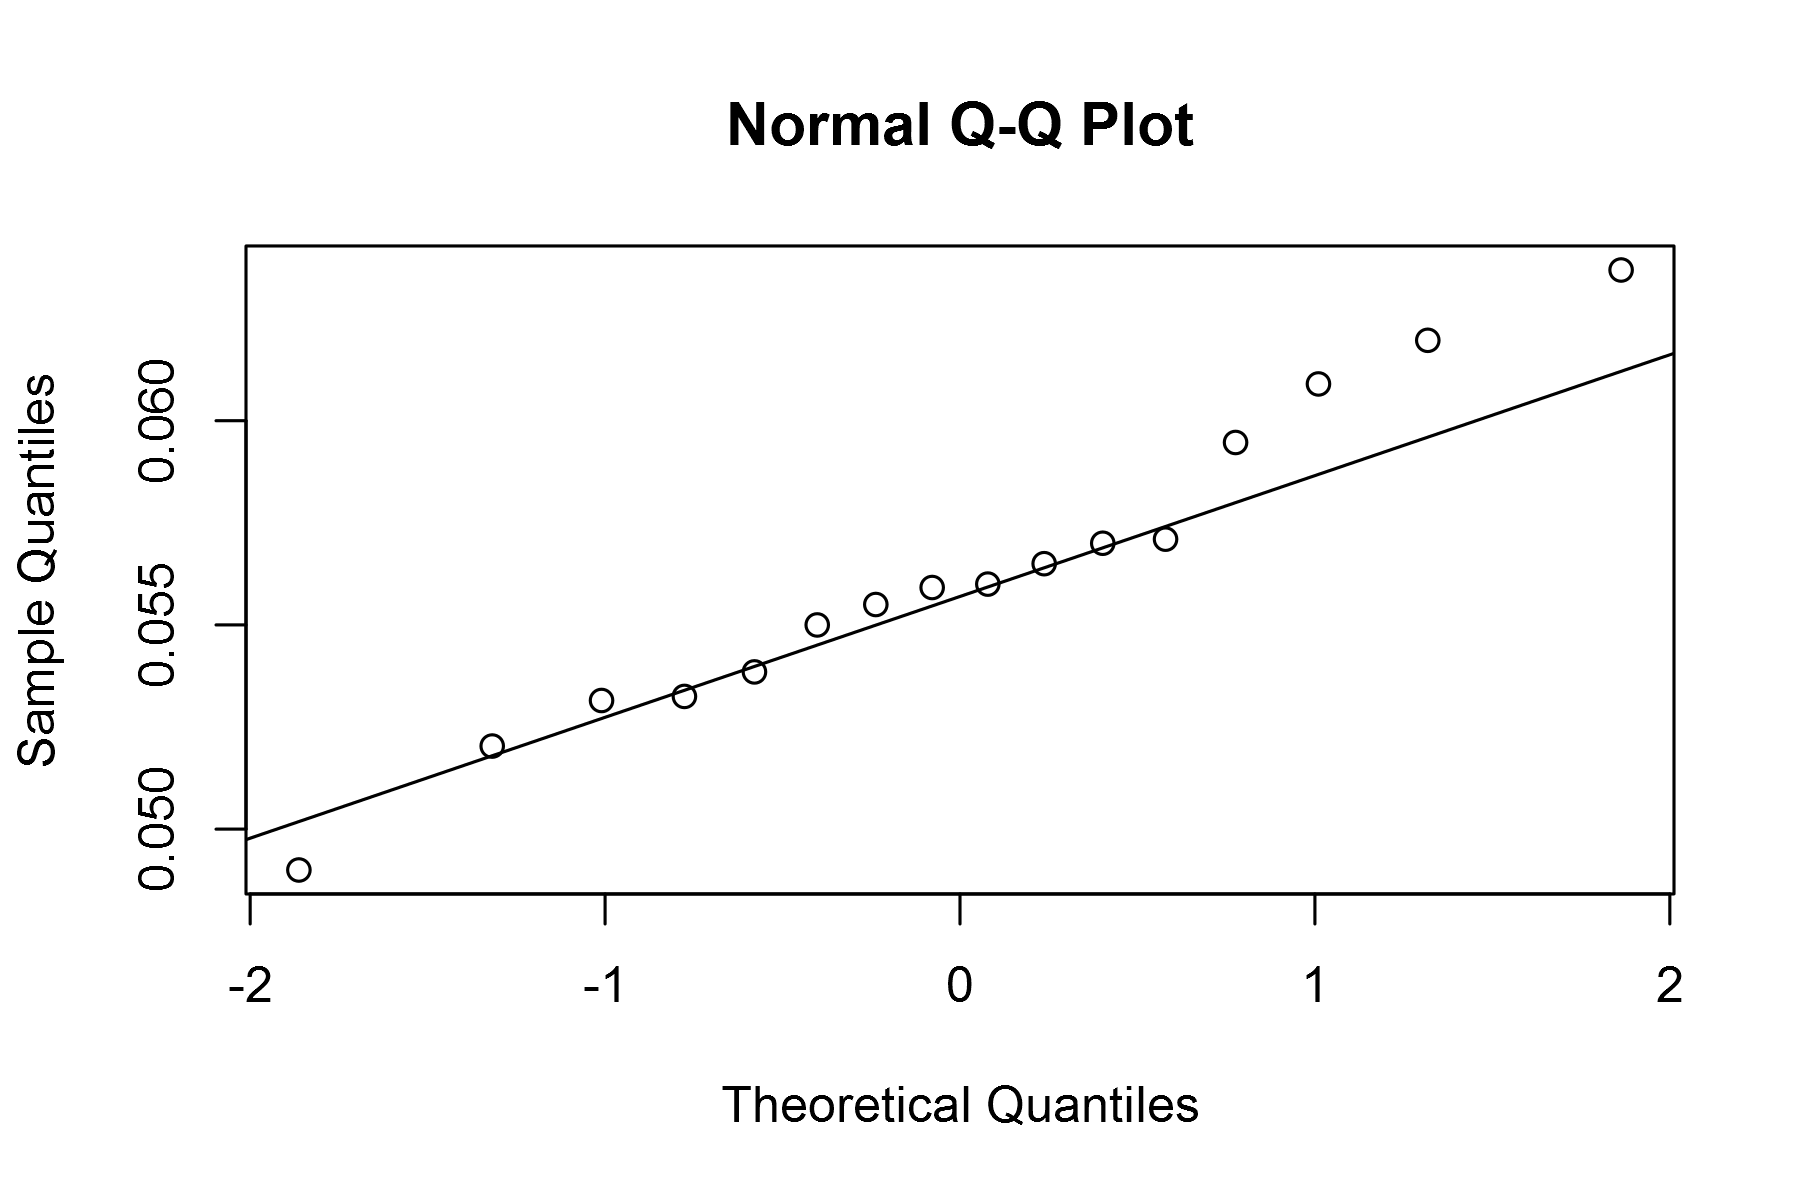 Normal Q-Q Plot
Sample Quantiles
0.060
0.055
0.050
-2 -1 0 1 2
Theoretical Quantiles